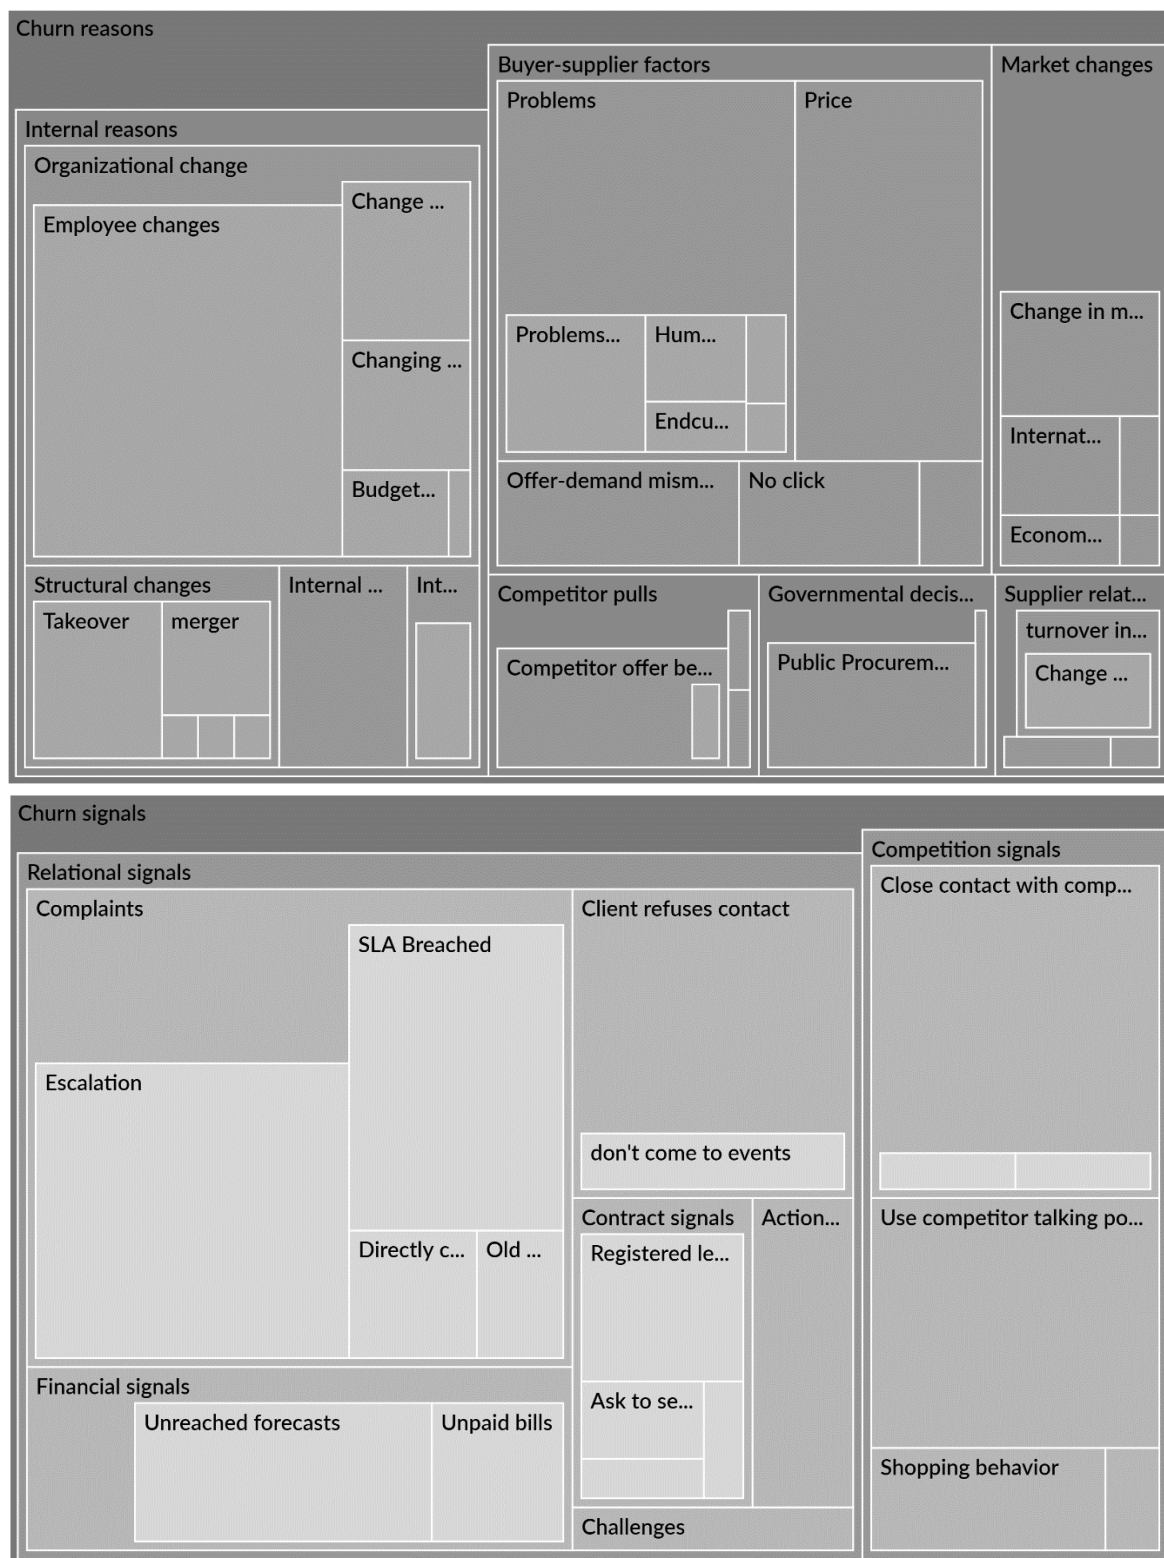 Churn reasons
Internal reasons
Organizational change
Employee changes
Change ...
Changing ...
Budget...
Structural changes
Takeover
merger
Internal ...
Int...
Buyer-supplier factors
Problems
Problems...
Hum...
Endcu...
Price
Offer-demand mism...
No click
Market changes
Change in m...
Internat...
Econom...
Competitor pulls
Competitor offer be...
Governmental decis...
Public Procurem...
Supplier relat...
turnover in...
Change ...
Churn signals
Relational signals
Complaints
Escalation
SLA Breached
Directly c...
Old ...
Financial signals
Unreached forecasts
Unpaid bills
Client refuses contact
don't come to events
Contract signals
Registered le...
Ask to se...
Action...
Challenges
Competition signals
Close contact with comp...
Use competitor talking po...
Shopping behavior